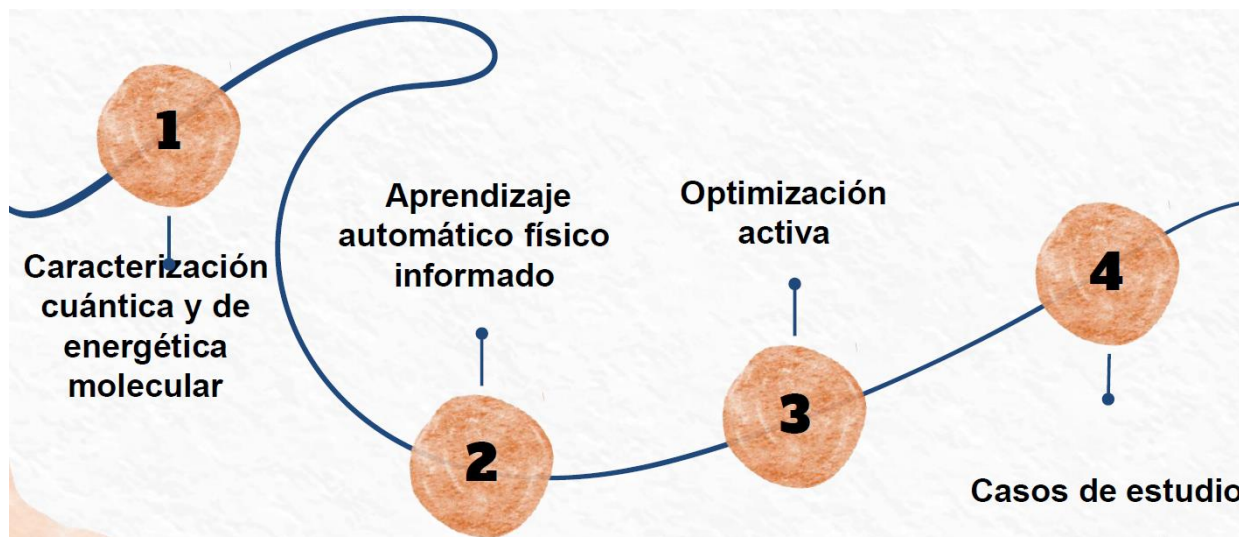 1
Caracterización
cuántica y de
energética
molecular
2
Aprendizaje
automático físico
informado
3
Optimización
activa
4
Casos de estudio